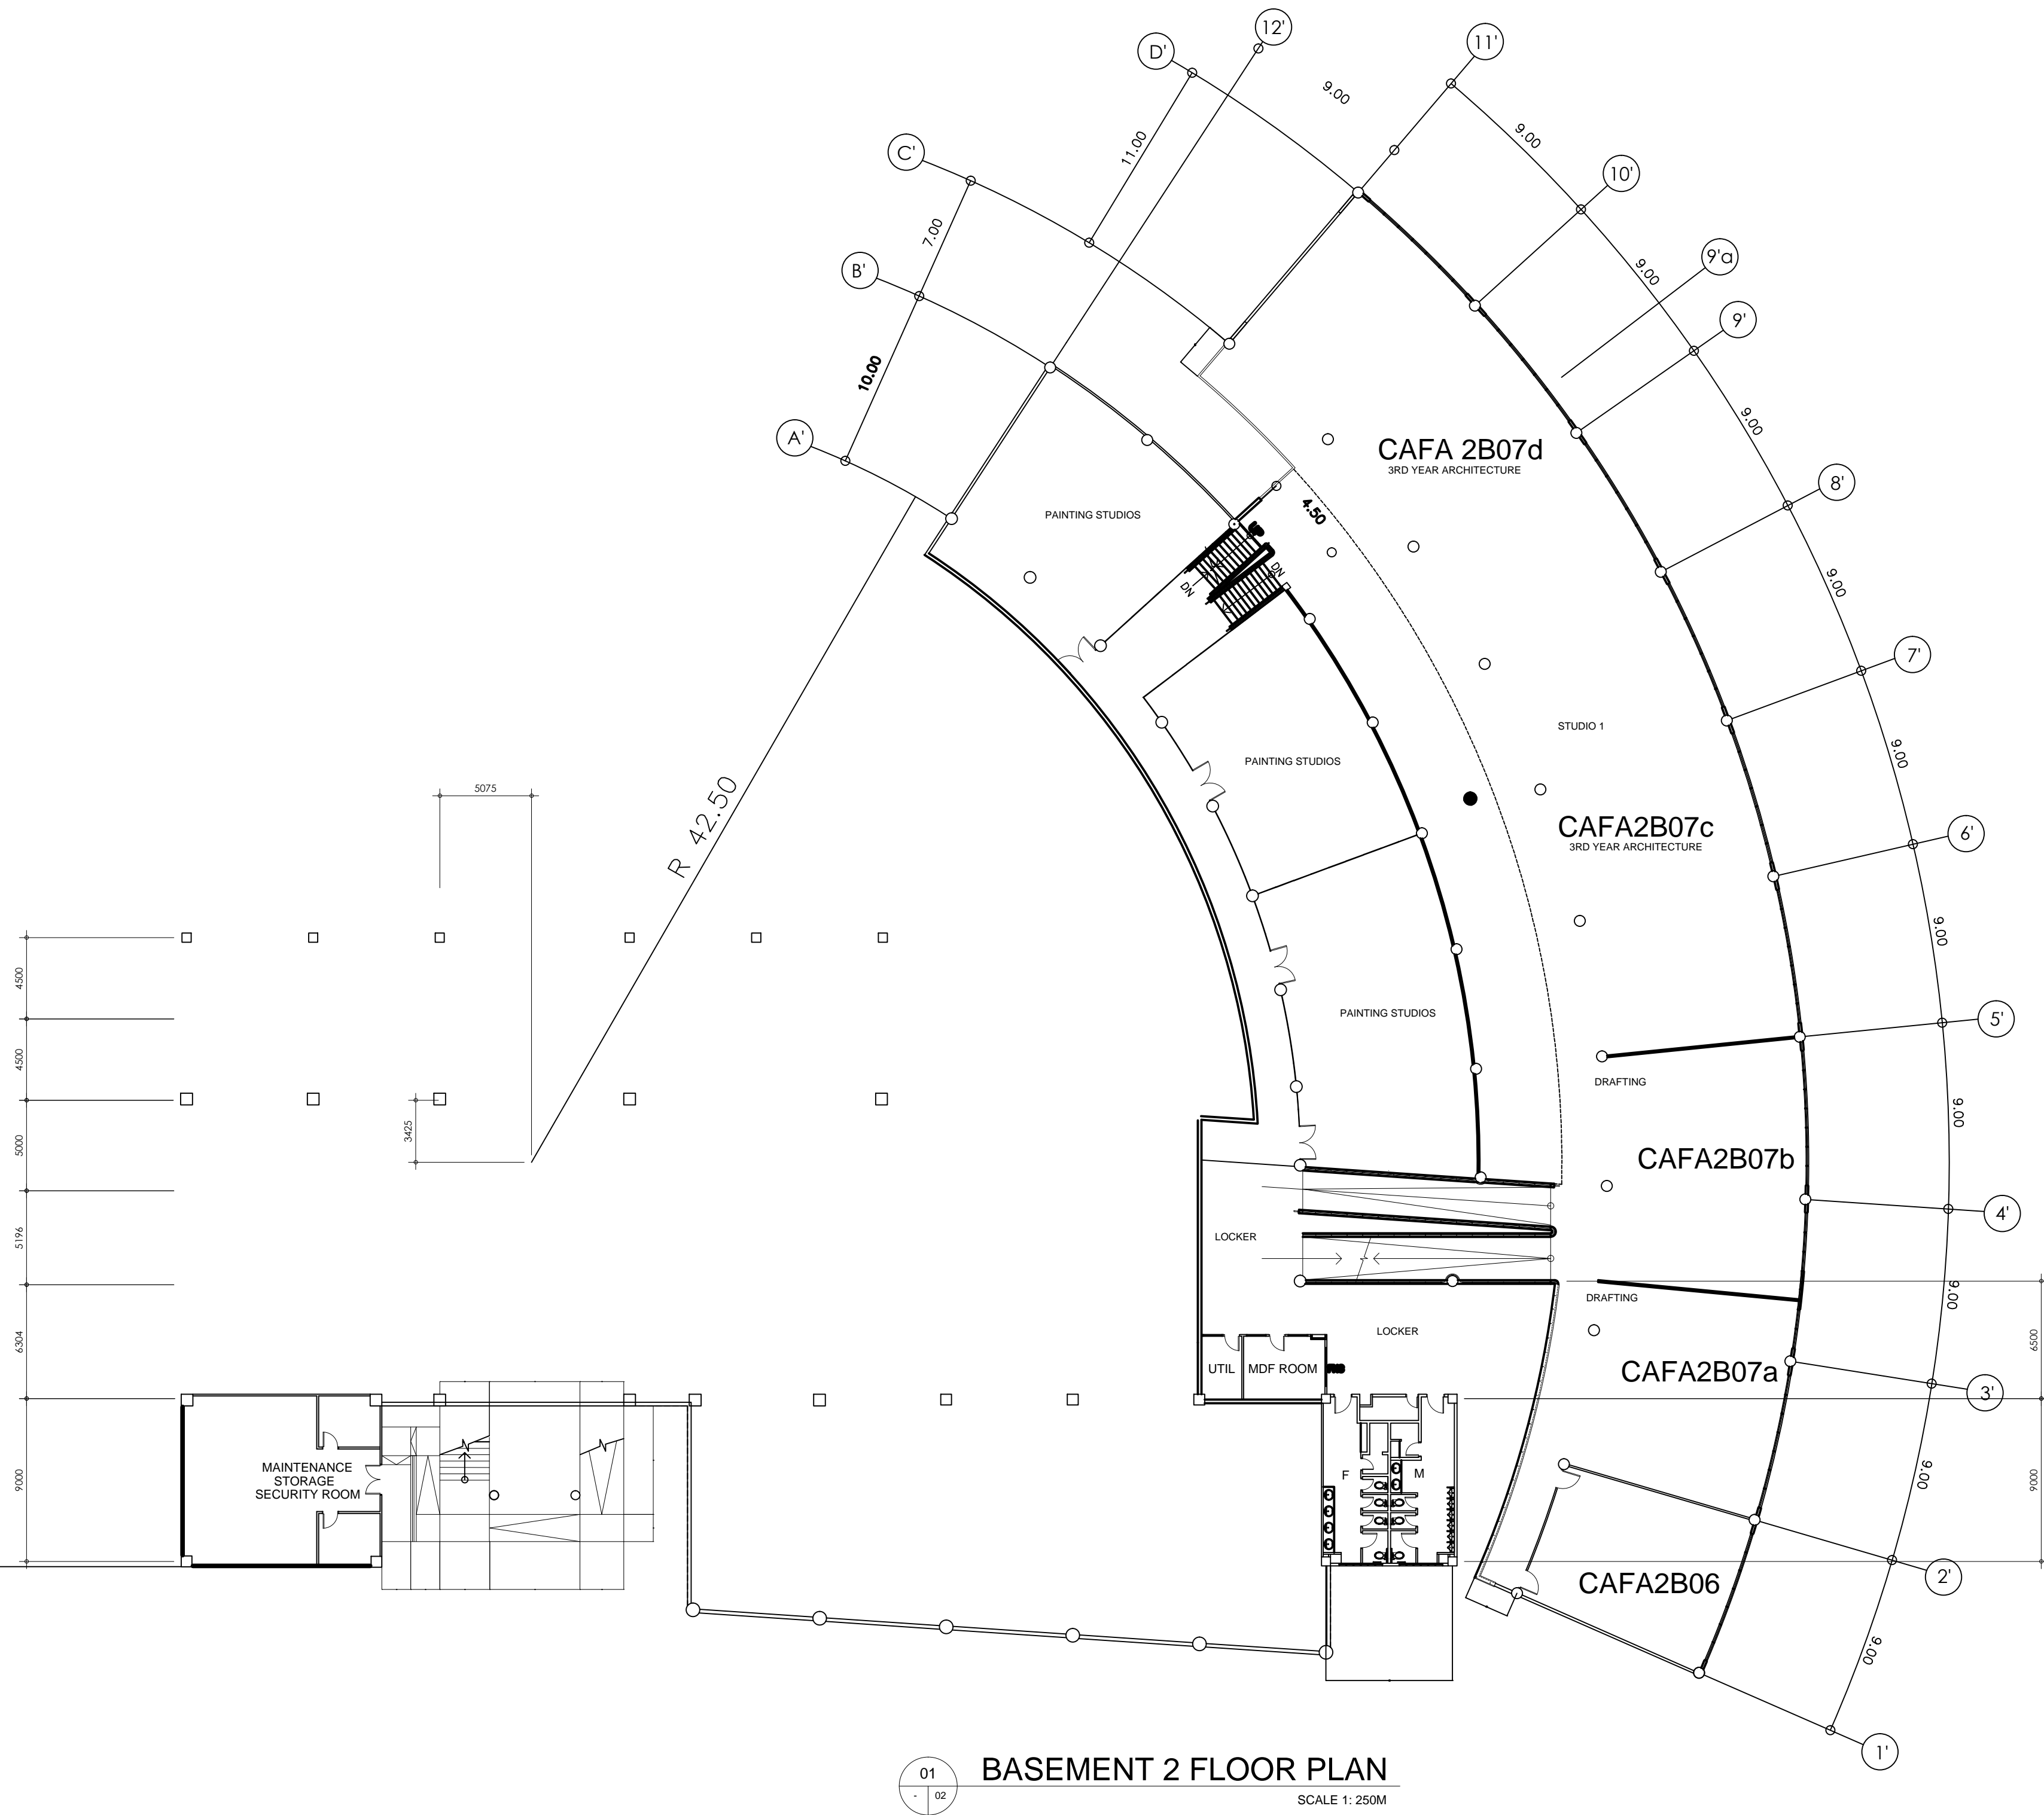 12'
11'
D'
9.00
9.00
11.00
C'
10'
7.00
9'a
9.00
B'
9'
10.00
9.00
A'
CAFA 2B07d
3RD YEAR ARCHITECTURE
8'
4.50
PAINTING STUDIOS
UP
DN
DN
9.00
7'
STUDIO 1
9.00
PAINTING STUDIOS
5075
R 42.50
CAFA2B07c
3RD YEAR ARCHITECTURE
6'
9.00
4500
PAINTING STUDIOS
5'
4500
DRAFTING
9.00
3425
5000
CAFA2B07b
4'
5196
LOCKER
DRAFTING
9.00
LOCKER
6304
6500
UTIL
MDF ROOM
CAFA2B07a
3'
MAINTENANCE
STORAGE
SECURITY ROOM
F
M
9.00
9000
9000
CAFA2B06
2'
9.00
1'
01
-
02
BASEMENT 2 FLOOR PLAN
SCALE 1: 250M